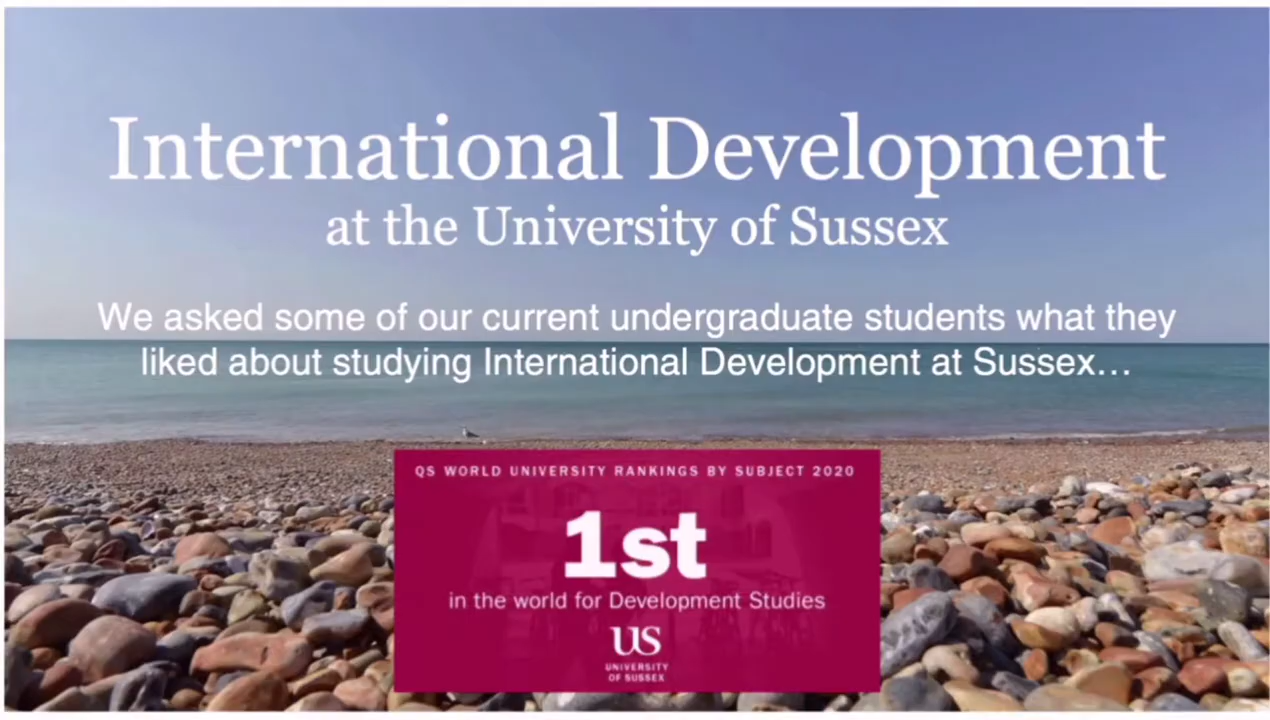 International Development
at the University of Sussex
We asked some of our current undergraduate students what they
liked about studying International Development at Sussex...
QS WORLD UNIVERSITY RANKINGS BY SUBJECT 2020
1st
in the world for Development Studies
US
UNIVERSITY
OF SUSSEX